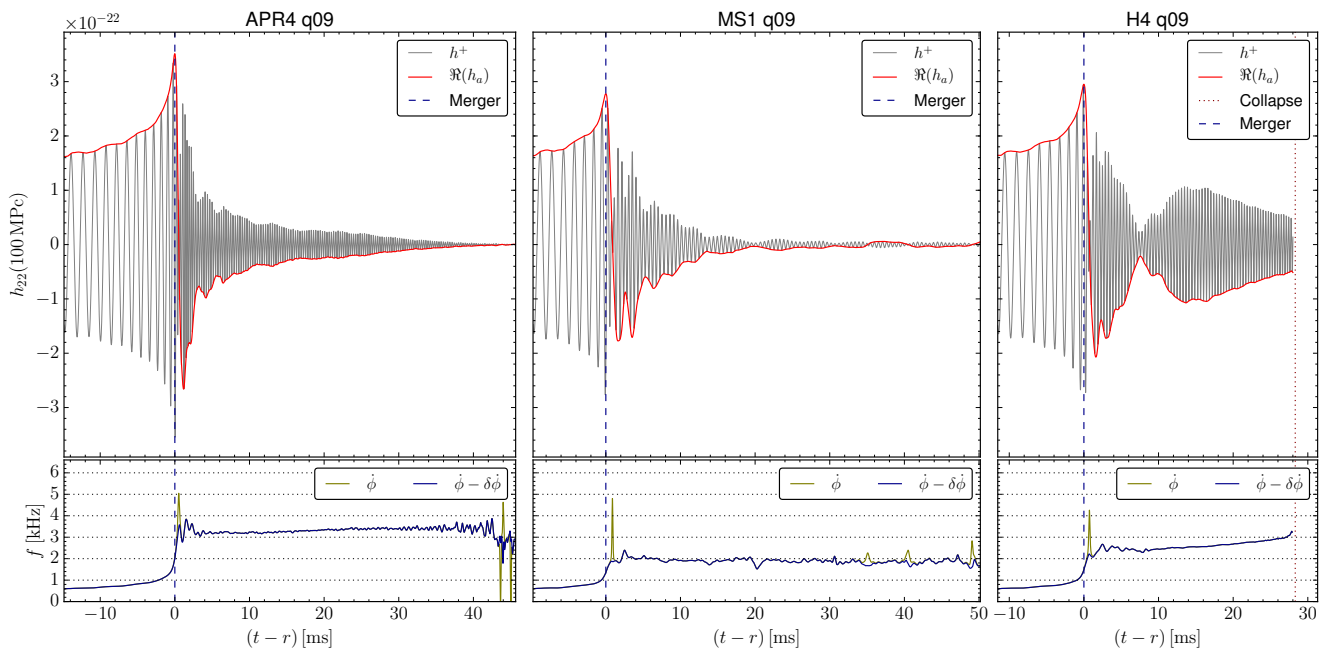 ×10−22
APR4 q09
MS1 q09
H4 q09
h+
ℜ(ha)
Merger
h+
ℜ(ha)
Merger
h+
ℜ(ha)
Collapse
Merger
h22(100 MPc)
3
2
1
0
−1
−2
−3
f [kHz]
6
5
4
3
2
1
0
φ̇
φ̇ − δφ̇
φ̇
φ̇ − δφ̇
φ̇
φ̇ − δφ̇
−10 0 10 20 30 40
0 10 20 30 40 50
−10 0 10 20 30
(t − r) [ms]
(t − r) [ms]
(t − r) [ms]